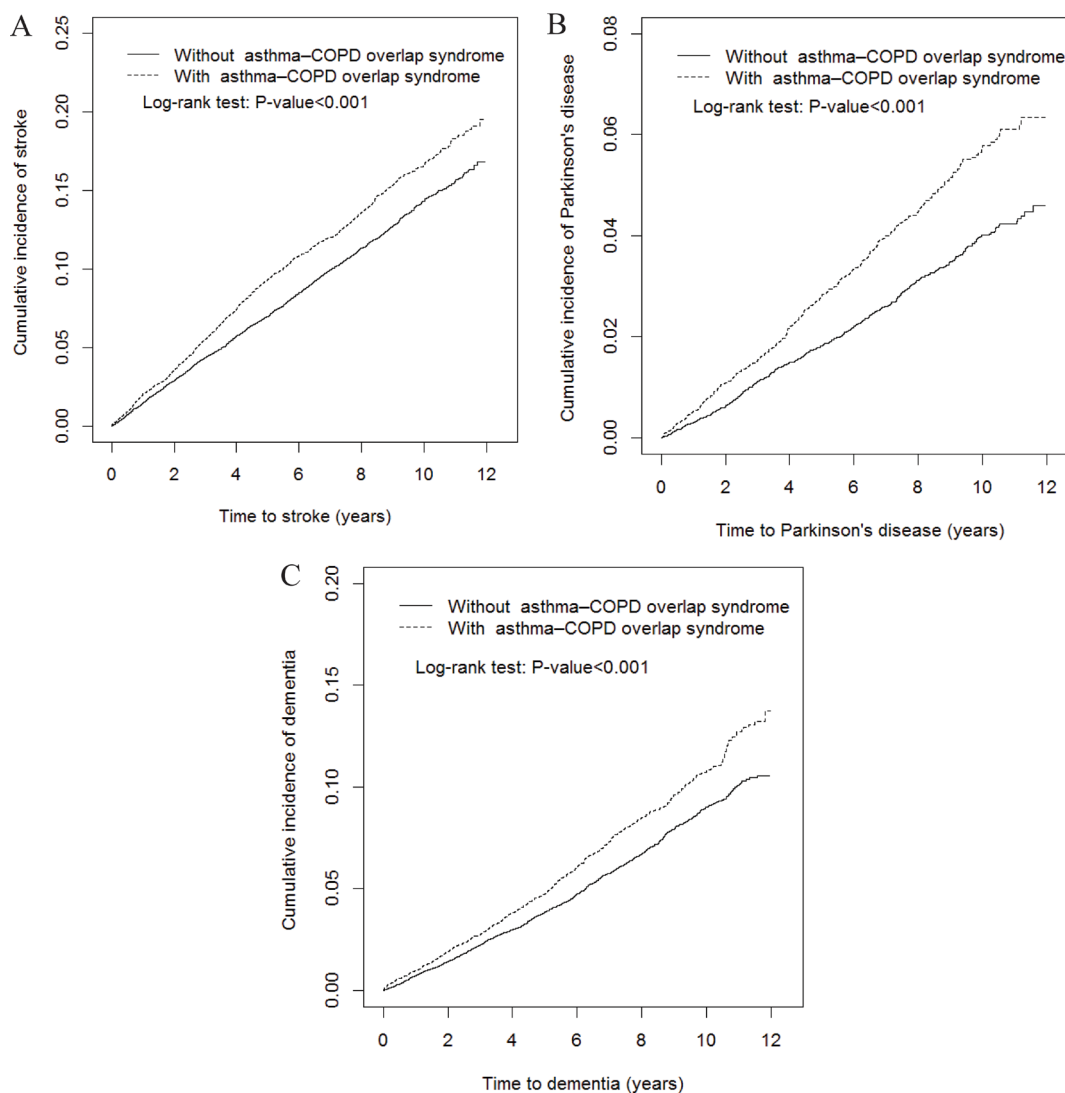 A
Cumulative incidence of stroke
0.25
0.20
0.15
0.10
0.05
0.00
Without asthma–COPD overlap syndrome
With asthma–COPD overlap syndrome
Log-rank test: P-value<0.001
0 2 4 6 8 10 12
Time to stroke (years)
B
Cumulative incidence of Parkinson's disease
0.08
0.06
0.04
0.02
0.00
Without asthma–COPD overlap syndrome
With asthma–COPD overlap syndrome
Log-rank test: P-value<0.001
0 2 4 6 8 10 12
Time to Parkinson's disease (years)
C
Cumulative incidence of dementia
0.20
0.15
0.10
0.05
0.00
Without asthma–COPD overlap syndrome
With asthma–COPD overlap syndrome
Log-rank test: P-value<0.001
0 2 4 6 8 10 12
Time to dementia (years)